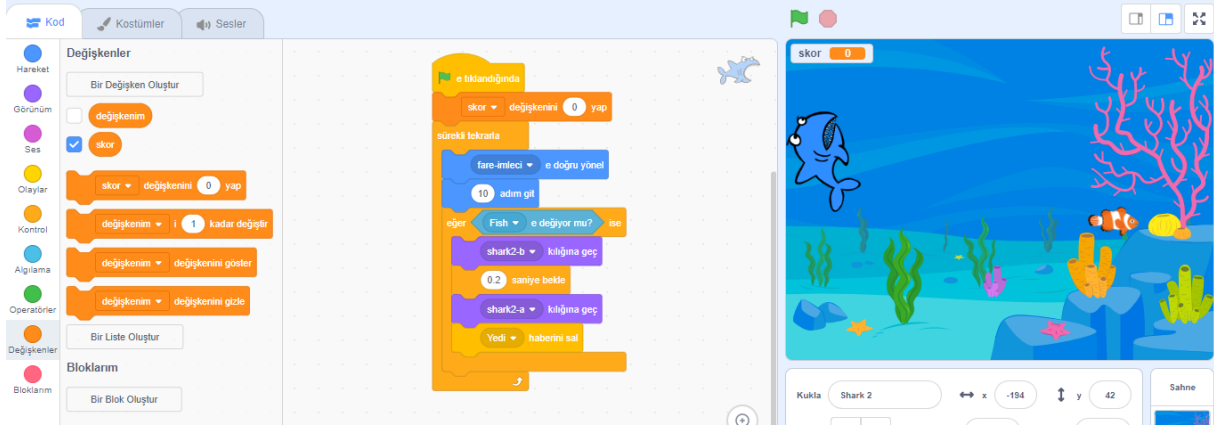 Kod
Kostümler
Sesler
Hareket
Görünüm
Ses
Olaylar
Kontrol
Algılama
Operatörler
Değişkenler
Bloklarım
Değişkenler
Bir Değişken Oluştur
değişkenim
skor
skor değişkenini 0 yap
değişkenim i 1 kadar değiştir
değişkenim değişkenini göster
değişkenim değişkenini gizle
Bir Liste Oluştur
Bloklarım
Bir Blok Oluştur
e tıklandığında
skor değişkenini 0 yap
sürekli tekrarla
fare-imleci e doğru yönel
10 adım git
eğer Fish e değiyor mu? ise
shark2-b kılığına geç
0.2 saniye bekle
shark2-a kılığına geç
Yedi haberini sal
skor 0
Kukla Shark 2 x -194 y 42
Sahne